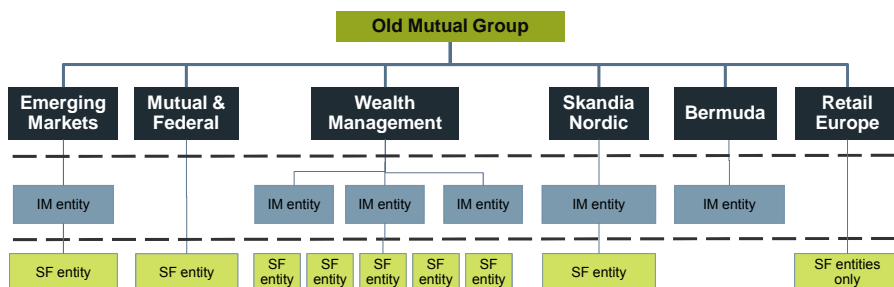 Old Mutual Group
Emerging
Markets
Mutual &
Federal
Wealth
Management
Skandia
Nordic
Bermuda
Retail
Europe
IM entity
IM entity
IM entity
IM entity
IM entity
IM entity
SF entity
SF entity
SF
entity
SF
entity
SF
entity
SF
entity
SF
entity
SF entity
SF entities
only